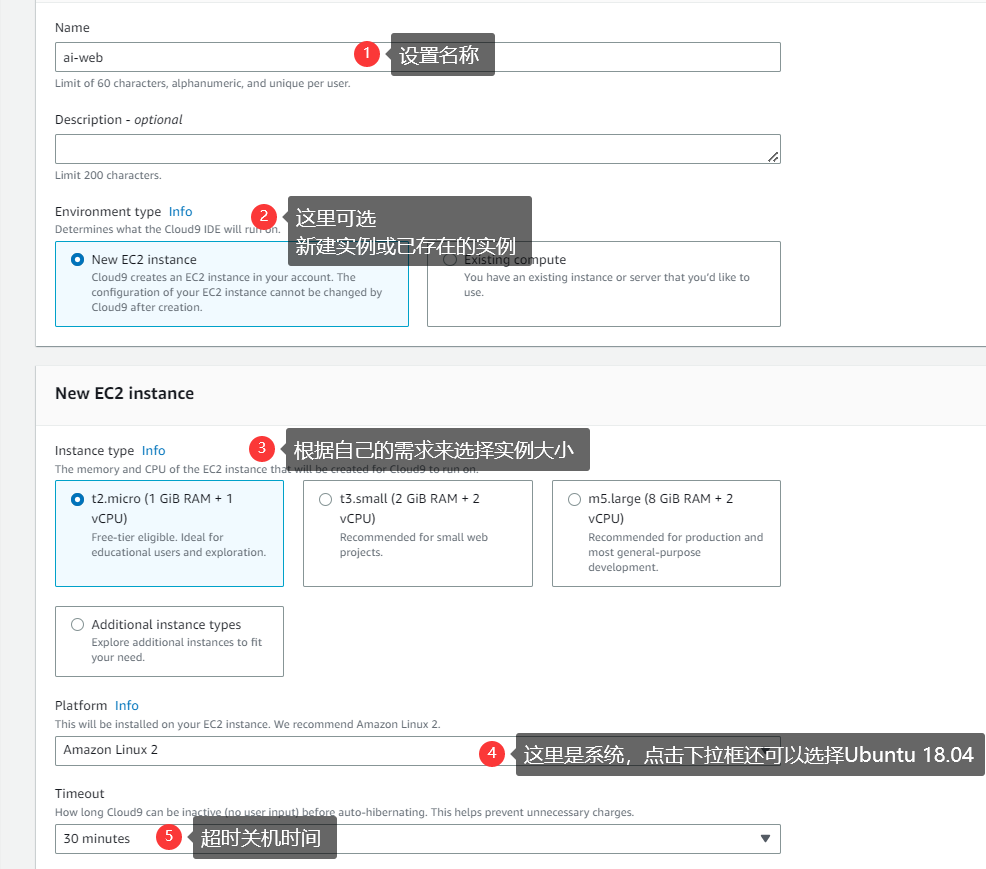 Name
ai-web
1 设置名称
Limit of 60 characters, alphanumeric, and unique per user.
Description - optional
Limit 200 characters.
Environment type Info
2 这里可选
新建实例或已存在的实例
Determines what the Cloud9 IDE will run on.
New EC2 instance
Cloud9 creates an EC2 instance in your account. The
configuration of your EC2 instance cannot be changed by
Cloud9 after creation.
Existing compute
You have an existing instance or server that you'd like to
use.
New EC2 instance
Instance type Info
3 根据自己的需求来选择实例大小
The memory and CPU of the EC2 instance that will be created for Cloud9 to run on.
t2.micro (1 GiB RAM + 1
vCPU)
Free-tier eligible. Ideal for
educational users and exploration.
t3.small (2 GiB RAM + 2
vCPU)
Recommended for small web
projects.
m5.large (8 GiB RAM + 2
vCPU)
Recommended for production and
most general-purpose
development.
Additional instance types
Explore additional instances to fit
your need.
Platform Info
This will be installed on your EC2 instance. We recommend Amazon Linux 2.
Amazon Linux 2
4 这里是系统，点击下拉框还可以选择Ubuntu 18.04
Timeout
How long Cloud9 can be inactive (no user input) before auto-hibernating. This helps prevent unnecessary charges.
30 minutes
5 超时关机时间